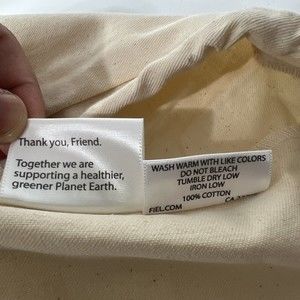 Thank you, Friend.
Together we are
supporting a healthier,
greener Planet Earth.
WASH WARM WITH LIKE COLORS
DO NOT BLEACH
TUMBLE DRY LOW
IRON LOW
100% COTTON
FIEL.COM